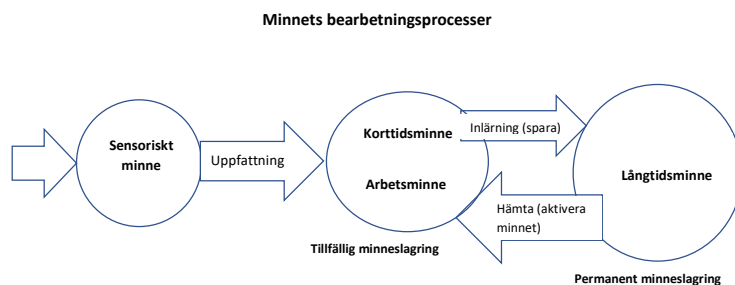 Minnets bearbetningsprocesser
Sensoriskt
minne
Uppfattning
Korttidsminne
Arbetsminne
Tillfällig minneslagring
Inlärning (spara)
Hämta (aktivera
minnet)
Långtidsminne
Permanent minneslagring